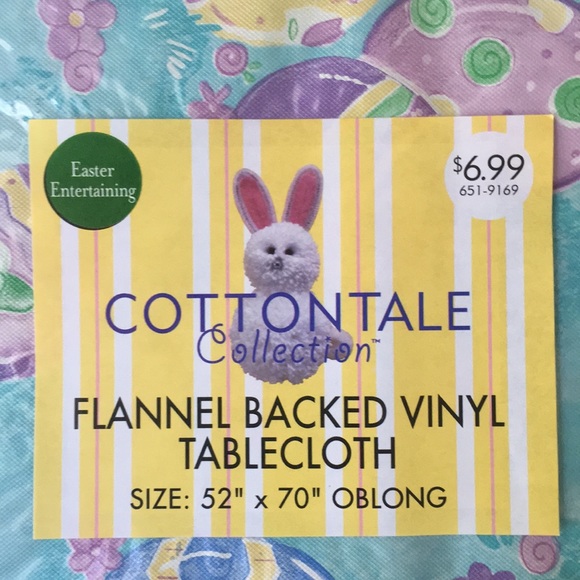 Easter
Entertaining
$6.99
651-9169
COTTONTALE
Collection™
FLANNEL BACKED VINYL
TABLECLOTH
SIZE: 52" x 70" OBLONG